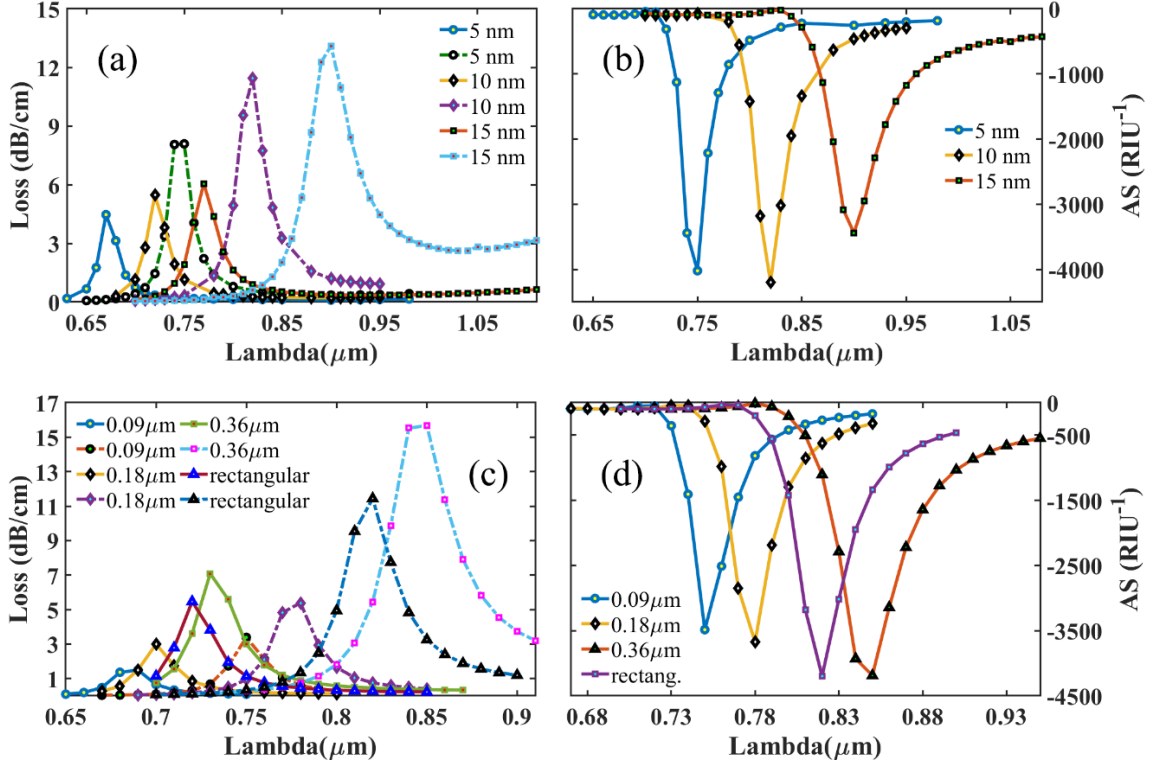 (a)
15
12
9
6
3
0
Loss (dB/cm)
5 nm
5 nm
10 nm
10 nm
15 nm
15 nm
0.65 0.75 0.85 0.95 1.05
Lambda(μm)
(b)
0
-1000
-2000
-3000
-4000
AS (RIU⁻¹)
5 nm
10 nm
15 nm
0.65 0.75 0.85 0.95 1.05
Lambda(μm)
(c)
17
15
13
11
9
7
5
3
1
Loss (dB/cm)
0.09μm 0.36μm
0.09μm 0.36μm
0.18μm rectangular
0.18μm rectangular
0.65 0.7 0.75 0.8 0.85 0.9
Lambda(μm)
(d)
0
-500
-1500
-2500
-3500
-4500
AS (RIU⁻¹)
0.09μm
0.18μm
0.36μm
rectang.
0.68 0.73 0.78 0.83 0.88 0.93
Lambda(μm)